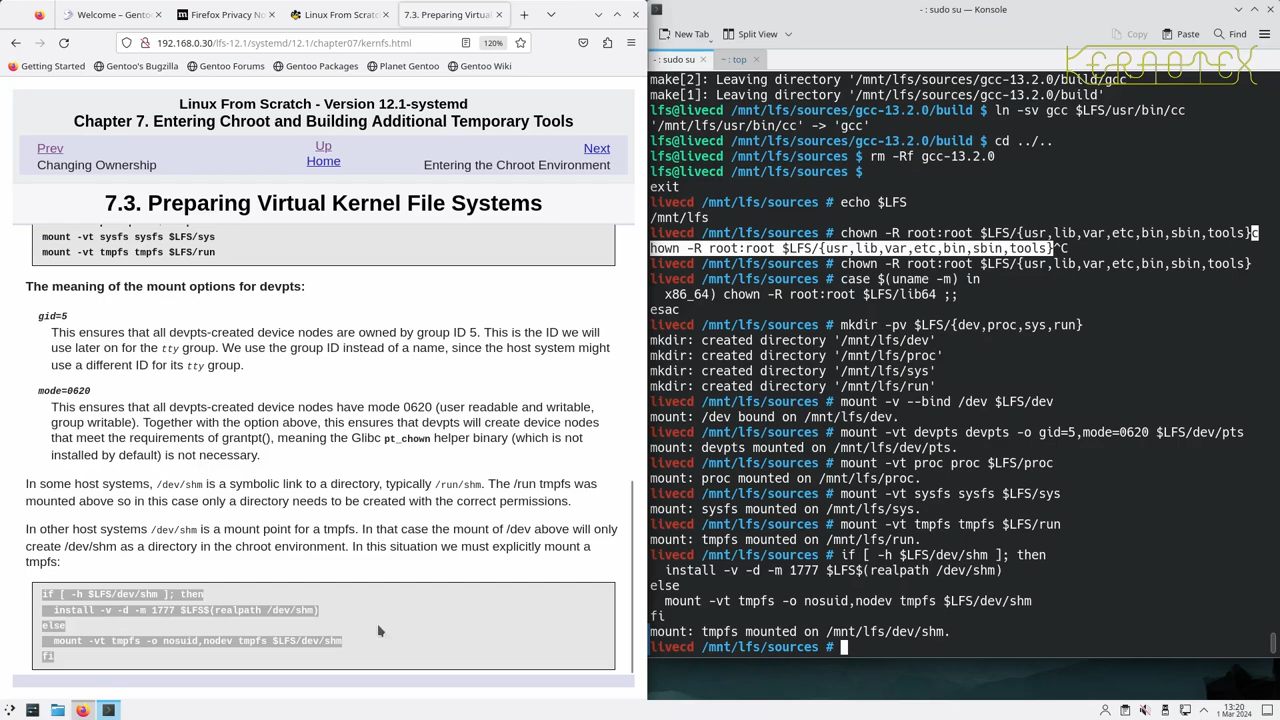 Welcome – Gento
Firefox Privacy No
Linux From Scratc
7.3. Preparing Virtual
192.168.0.30/lfs-12.1/systemd/12.1/chapter07/kernfs.html
120%
Getting Started
Gentoo's Bugzilla
Gentoo Forums
Gentoo Packages
Planet Gentoo
Gentoo Wiki
Linux From Scratch - Version 12.1-systemd
Chapter 7. Entering Chroot and Building Additional Temporary Tools
Prev
Up
Next
Changing Ownership
Home
Entering the Chroot Environment
7.3. Preparing Virtual Kernel File Systems
mount -vt sysfs sysfs $LFS/sys
mount -vt tmpfs tmpfs $LFS/run
The meaning of the mount options for devpts:
gid=5
This ensures that all devpts-created device nodes are owned by group ID 5. This is the ID we will
use later on for the tty group. We use the group ID instead of a name, since the host system might
use a different ID for its tty group.
mode=0620
This ensures that all devpts-created device nodes have mode 0620 (user readable and writable,
group writable). Together with the option above, this ensures that devpts will create device nodes
that meet the requirements of grantpt(), meaning the Glibc pt_chown helper binary (which is not
installed by default) is not necessary.
In some host systems, /dev/shm is a symbolic link to a directory, typically /run/shm. The /run tmpfs was
mounted above so in this case only a directory needs to be created with the correct permissions.
In other host systems /dev/shm is a mount point for a tmpfs. In that case the mount of /dev above will only
create /dev/shm as a directory in the chroot environment. In this situation we must explicitly mount a
tmpfs:
if [ -h $LFS/dev/shm ]; then
install -v -d -m 1777 $LFS$(realpath /dev/shm)
else
mount -vt tmpfs -o nosuid,nodev tmpfs $LFS/dev/shm
fi
- : sudo su — Konsole
New Tab
Split View
Copy
Paste
Find
- : sudo su
~ : top
KERNOTEX
make[2]: Leaving directory '/mnt/lfs/sources/gcc-13.2.0/build/gcc'
make[1]: Leaving directory '/mnt/lfs/sources/gcc-13.2.0/build'
lfs@livecd /mnt/lfs/sources/gcc-13.2.0/build $ ln -sv gcc $LFS/usr/bin/cc
'/mnt/lfs/usr/bin/cc' -> 'gcc'
lfs@livecd /mnt/lfs/sources/gcc-13.2.0/build $ cd ../..
lfs@livecd /mnt/lfs/sources $ rm -Rf gcc-13.2.0
lfs@livecd /mnt/lfs/sources $
exit
livecd /mnt/lfs/sources # echo $LFS
/mnt/lfs
livecd /mnt/lfs/sources # chown -R root:root $LFS/{usr,lib,var,etc,bin,sbin,tools}c
hown -R root:root $LFS/{usr,lib,var,etc,bin,sbin,tools}^C
livecd /mnt/lfs/sources # chown -R root:root $LFS/{usr,lib,var,etc,bin,sbin,tools}
livecd /mnt/lfs/sources # case $(uname -m) in
x86_64) chown -R root:root $LFS/lib64 ;;
esac
livecd /mnt/lfs/sources # mkdir -pv $LFS/{dev,proc,sys,run}
mkdir: created directory '/mnt/lfs/dev'
mkdir: created directory '/mnt/lfs/proc'
mkdir: created directory '/mnt/lfs/sys'
mkdir: created directory '/mnt/lfs/run'
livecd /mnt/lfs/sources # mount -v --bind /dev $LFS/dev
mount: /dev bound on /mnt/lfs/dev.
livecd /mnt/lfs/sources # mount -vt devpts devpts -o gid=5,mode=0620 $LFS/dev/pts
mount: devpts mounted on /mnt/lfs/dev/pts.
livecd /mnt/lfs/sources # mount -vt proc proc $LFS/proc
mount: proc mounted on /mnt/lfs/proc.
livecd /mnt/lfs/sources # mount -vt sysfs sysfs $LFS/sys
mount: sysfs mounted on /mnt/lfs/sys.
livecd /mnt/lfs/sources # mount -vt tmpfs tmpfs $LFS/run
mount: tmpfs mounted on /mnt/lfs/run.
livecd /mnt/lfs/sources # if [ -h $LFS/dev/shm ]; then
install -v -d -m 1777 $LFS$(realpath /dev/shm)
else
mount -vt tmpfs -o nosuid,nodev tmpfs $LFS/dev/shm
fi
mount: tmpfs mounted on /mnt/lfs/dev/shm.
livecd /mnt/lfs/sources #
13:20
1 Mar 2024